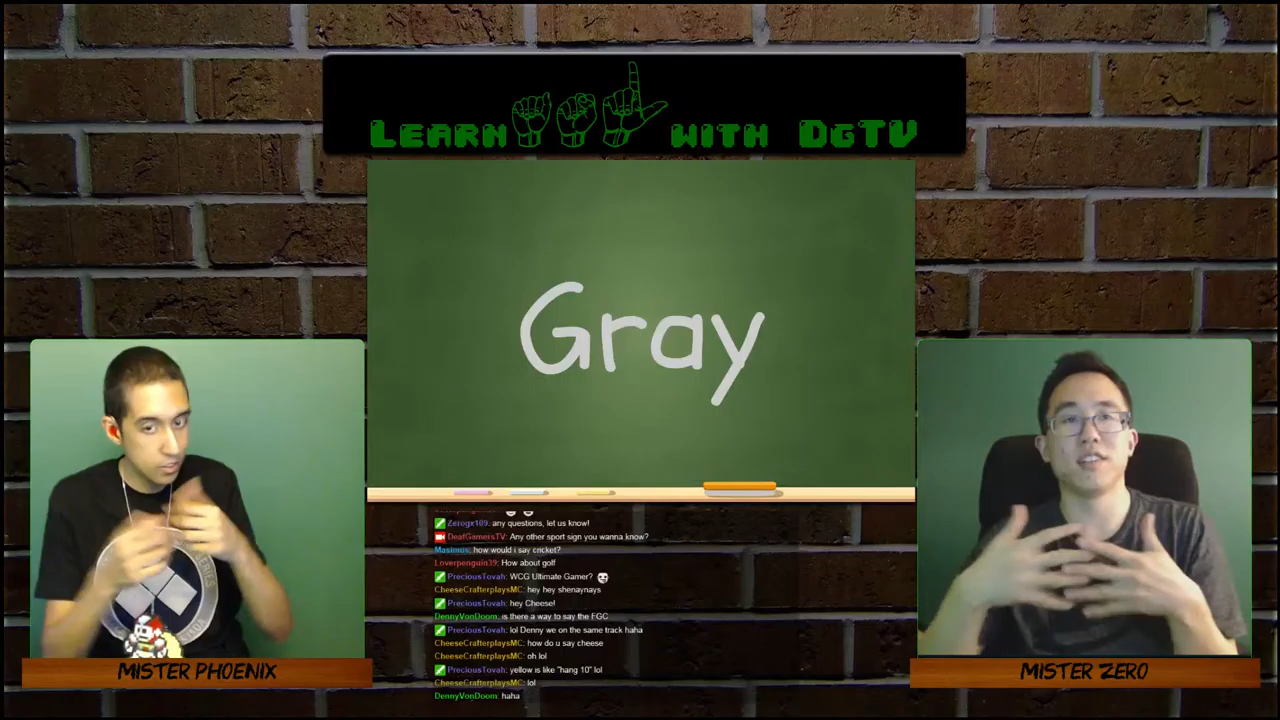 Learn with DgTV
Gray
Zerogx109: any questions, let us know!
DeafGamersTV: Any other sport sign you wanna know?
Maximus: how would i say cricket?
Loverpenguin39: How about golf
PreciousTovah: WCG Ultimate Gamer?
CheeseCrafterplaysMC: hey hey shenaynays
PreciousTovah: hey Cheese!
DennyVonDoom: is there a way to say the FGC
PreciousTovah: lol Denny we on the same track haha
CheeseCrafterplaysMC: how do u say cheese
CheeseCrafterplaysMC: oh lol
PreciousTovah: yellow is like "hang 10" lol
CheeseCrafterplaysMC: lol
DennyVonDoom: haha
MISTER PHOENIX
MISTER ZERO